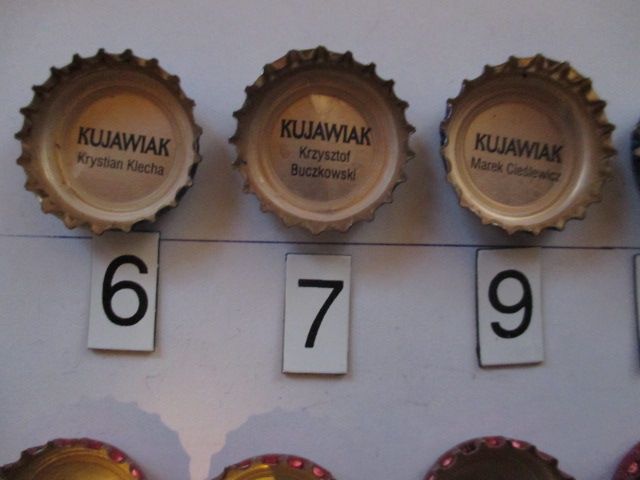 KUJAWIAK
Krystian Klecha
KUJAWIAK
Krzysztof
Buczkowski
KUJAWIAK
Marek Cieślewicz
6
7
9